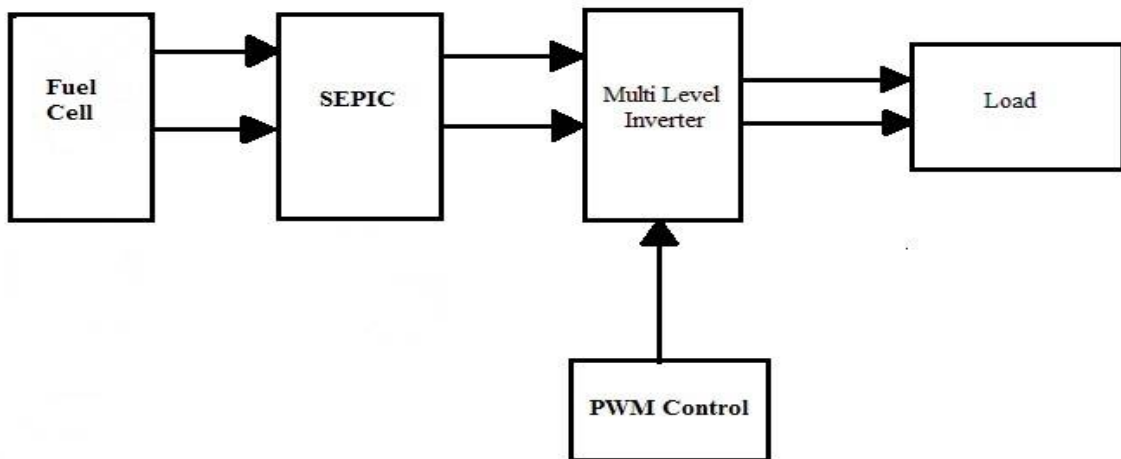 Fuel
Cell
SEPIC
Multi Level
Inverter
Load
PWM Control